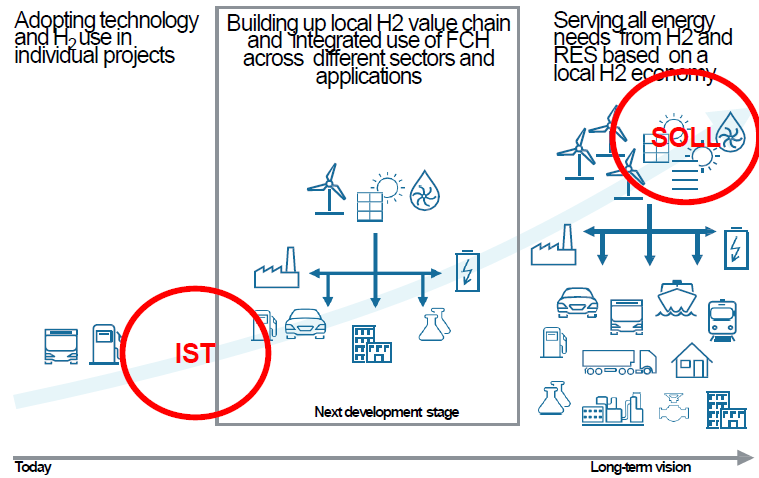 Adopting technology
and H₂ use in
individual projects
Building up local H2 value chain
and integrated use of FCH
across different sectors and
applications
Serving all energy
needs from H2 and
RES based on a
local H2 economy
SOLL
IST
Next development stage
Today
Long-term vision